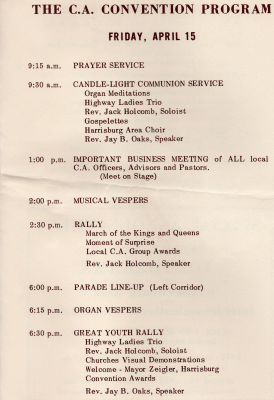 THE C.A. CONVENTION PROGRAM
FRIDAY, APRIL 15
9:15 a.m. PRAYER SERVICE
9:30 a.m. CANDLE-LIGHT COMMUNION SERVICE
Organ Meditations
Highway Ladies Trio
Rev. Jack Holcomb, Soloist
Gospelettes
Harrisburg Area Choir
Rev. Jay B. Oaks, Speaker
1:00 p.m. IMPORTANT BUSINESS MEETING of ALL local
C.A. Officers, Advisors and Pastors.
(Meet on Stage)
2:00 p.m. MUSICAL VESPERS
2:30 p.m. RALLY
March of the Kings and Queens
Moment of Surprise
Local C.A. Group Awards
Rev. Jack Holcomb, Speaker
6:00 p.m. PARADE LINE-UP (Left Corridor)
6:15 p.m. ORGAN VESPERS
6:30 p.m. GREAT YOUTH RALLY
Highway Ladies Trio
Rev. Jack Holcomb, Soloist
Churches Visual Demonstrations
Welcome - Mayor Zeigler, Harrisburg
Convention Awards
Rev. Jay B. Oaks, Speaker